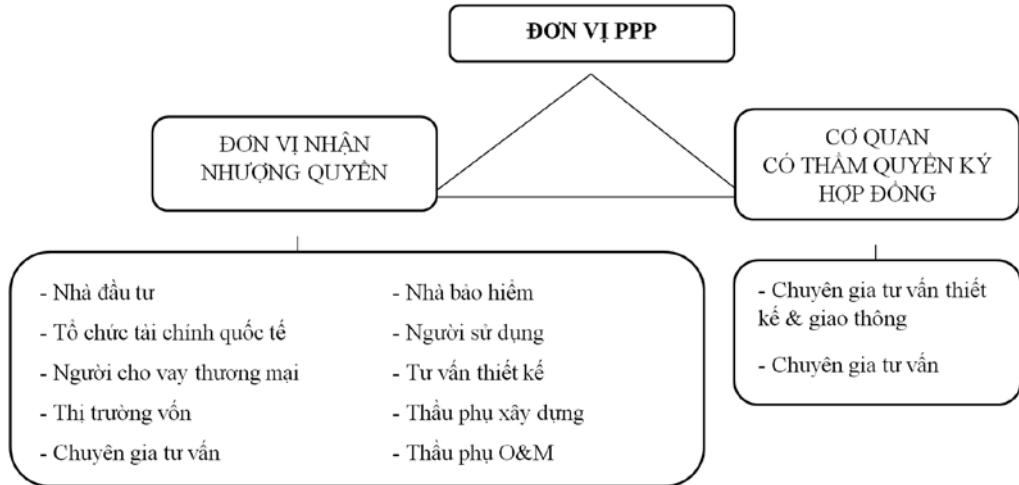 ĐƠN VỊ PPP
ĐƠN VỊ NHẬN
NHƯỢNG QUYỀN
CƠ QUAN
CÓ THẨM QUYỀN KÝ
HỢP ĐỒNG
- Nhà đầu tư
- Tổ chức tài chính quốc tế
- Người cho vay thương mại
- Thị trường vốn
- Chuyên gia tư vấn
- Nhà bảo hiểm
- Người sử dụng
- Tư vấn thiết kế
- Thầu phụ xây dựng
- Thầu phụ O&M
- Chuyên gia tư vấn thiết
kế & giao thông
- Chuyên gia tư vấn